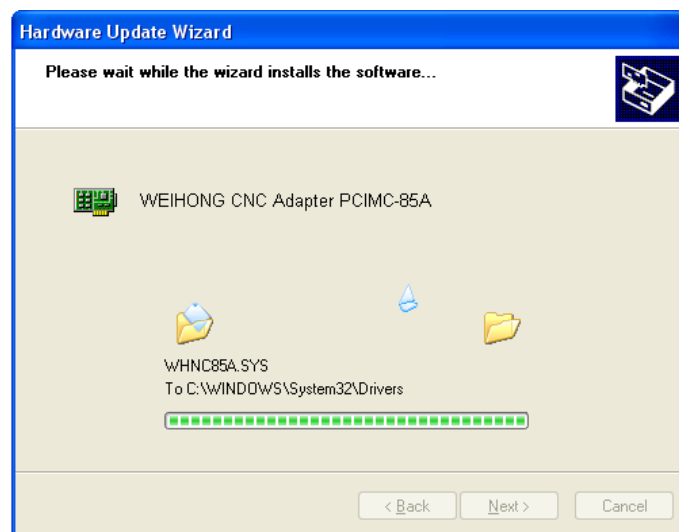 Hardware Update Wizard
Please wait while the wizard installs the software...
WEIHONG CNC Adapter PCIMC-85A
WHNC85A.SYS
To C:\WINDOWS\System32\Drivers
< Back Next > Cancel